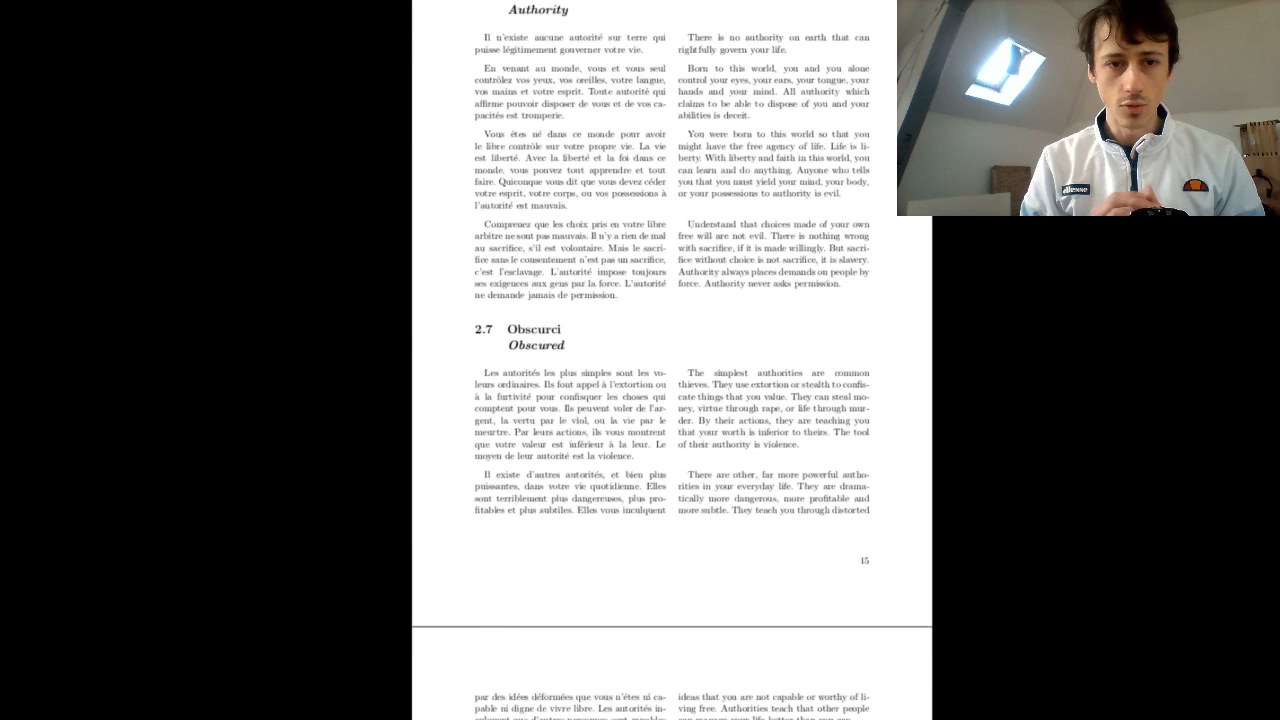 Authority
Il n'existe aucune autorité sur terre qui
puisse légitimement gouverner votre vie.
En venant au monde, vous et vous seul
contrôlez vos yeux, vos oreilles, votre langue,
vos mains et votre esprit. Toute autorité qui
affirme pouvoir disposer de vous et de vos ca-
pacités est tromperie.
Vous êtes né dans ce monde pour avoir
le libre contrôle sur votre propre vie. La vie
est liberté. Avec la liberté et la foi dans ce
monde, vous pouvez tout apprendre et tout
faire. Quiconque vous dit que vous devez céder
votre esprit, votre corps, ou vos possessions à
l'autorité est mauvais.
Comprenez que les choix pris en votre libre
arbitre ne sont pas mauvais. Il n'y a rien de mal
au sacrifice, s'il est volontaire. Mais le sacri-
fice sans le consentement n'est pas un sacrifice,
c'est l'esclavage. L'autorité impose toujours
ses exigences aux gens par la force. L'autorité
ne demande jamais de permission.
There is no authority on earth that can
rightfully govern your life.
Born to this world, you and you alone
control your eyes, your ears, your tongue, your
hands and your mind. All authority which
claims to be able to dispose of you and your
abilities is deceit.
You were born to this world so that you
might have the free agency of life. Life is li-
berty. With liberty and faith in this world, you
can learn and do anything. Anyone who tells
you that you must yield your mind, your body,
or your possessions to authority is evil.
Understand that choices made of your own
free will are not evil. There is nothing wrong
with sacrifice, if it is made willingly. But sacri-
fice without choice is not sacrifice, it is slavery.
Authority always places demands on people by
force. Authority never asks permission.
2.7 Obscurci
Obscured
Les autorités les plus simples sont les vo-
leurs ordinaires. Ils font appel à l'extortion ou
à la furtivité pour confisquer les choses qui
comptent pour vous. Ils peuvent voler de l'ar-
gent, la vertu par le viol, ou la vie par le
meurtre. Par leurs actions, ils vous montrent
que votre valeur est inférieur à la leur. Le
moyen de leur autorité est la violence.
Il existe d'autres autorités, et bien plus
puissantes, dans votre vie quotidienne. Elles
sont terriblement plus dangereuses, plus pro-
fitables et plus subtiles. Elles vous inculquent
The simplest authorities are common
thieves. They use extortion or stealth to confis-
cate things that you value. They can steal mo-
ney, virtue through rape, or life through mur-
der. By their actions, they are teaching you
that your worth is inferior to theirs. The tool
of their authority is violence.
There are other, far more powerful autho-
rities in your everyday life. They are drama-
tically more dangerous, more profitable and
more subtle. They teach you through distorted
15
par des idées déformées que vous n'êtes ni ca-
pable ni digne de vivre libre. Les autorités in-
ideas that you are not capable or worthy of li-
ving free. Authorities teach that other people
ellesse